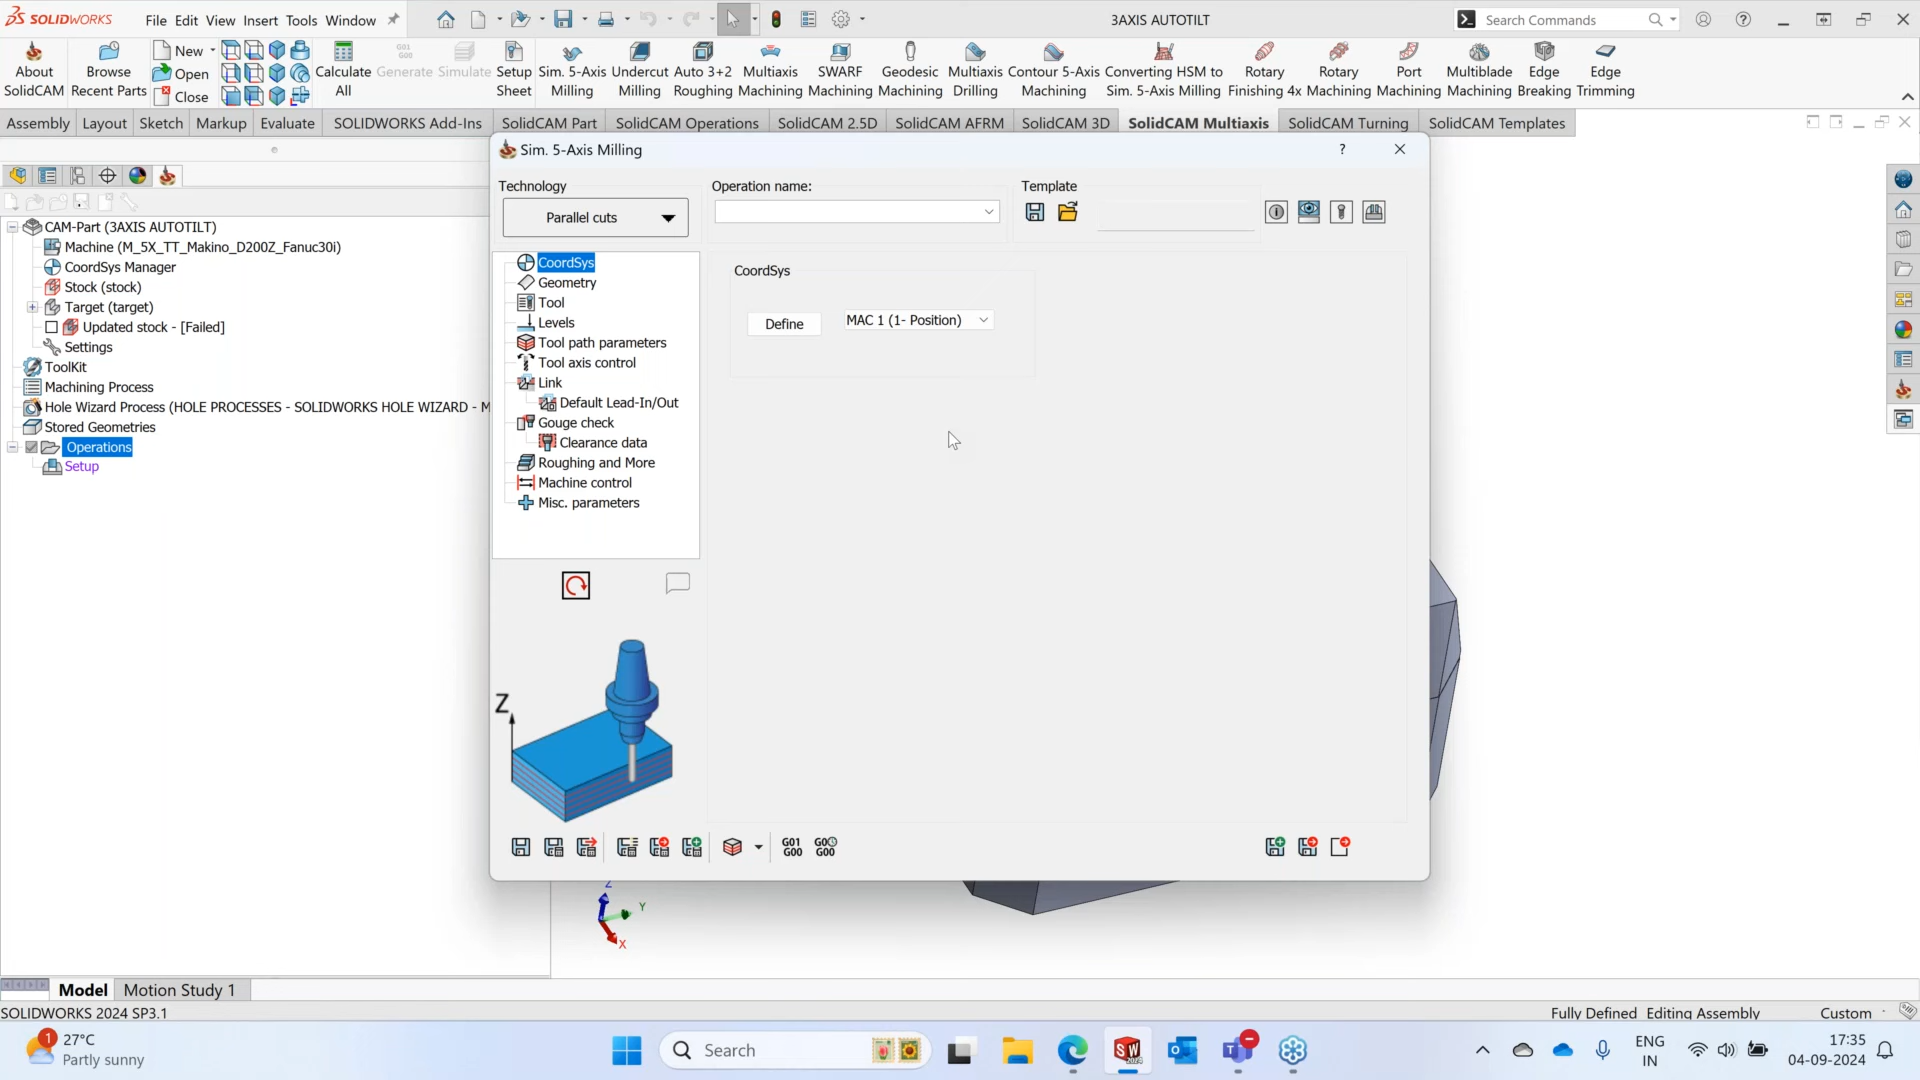 SOLIDWORKS File Edit View Insert Tools Window
3AXIS AUTOTILT
Search Commands
About SolidCAM
Browse Recent Parts
New
Open
Close
Calculate All
Generate
Simulate
Setup Sheet
Sim. 5-Axis Milling
Undercut Milling
Auto 3+2 Roughing
Multiaxis Machining
SWARF Machining
Geodesic Machining
Multiaxis Drilling
Contour 5-Axis Machining
Converting HSM to Sim. 5-Axis Milling
Rotary Finishing
Rotary 4x Machining
Port Machining
Multiblade Machining
Edge Breaking
Edge Trimming
G01
G00
Assembly Layout Sketch Markup Evaluate SOLIDWORKS Add-Ins SolidCAM Part SolidCAM Operations SolidCAM 2.5D SolidCAM AFRM SolidCAM 3D SolidCAM Multiaxis SolidCAM Turning SolidCAM Templates
CAM-Part (3AXIS AUTOTILT)
Machine (M_5X_TT_Makino_D200Z_Fanuc30i)
CoordSys Manager
Stock (stock)
Target (target)
Updated stock - [Failed]
Settings
ToolKit
Machining Process
Hole Wizard Process (HOLE PROCESSES - SOLIDWORKS HOLE WIZARD - M
Stored Geometries
Operations
Setup
Sim. 5-Axis Milling
?
Technology
Parallel cuts
Operation name:
Template
CoordSys
Geometry
Tool
Levels
Tool path parameters
Tool axis control
Link
Default Lead-In/Out
Gouge check
Clearance data
Roughing and More
Machine control
Misc. parameters
CoordSys
Define
MAC 1 (1- Position)
Z
G01
G00
G0
G00
Z
Y
X
Model Motion Study 1
SOLIDWORKS 2024 SP3.1
Fully Defined Editing Assembly Custom
1
27°C
Partly sunny
Search
SW
2024
ENG
IN
17:35
04-09-2024